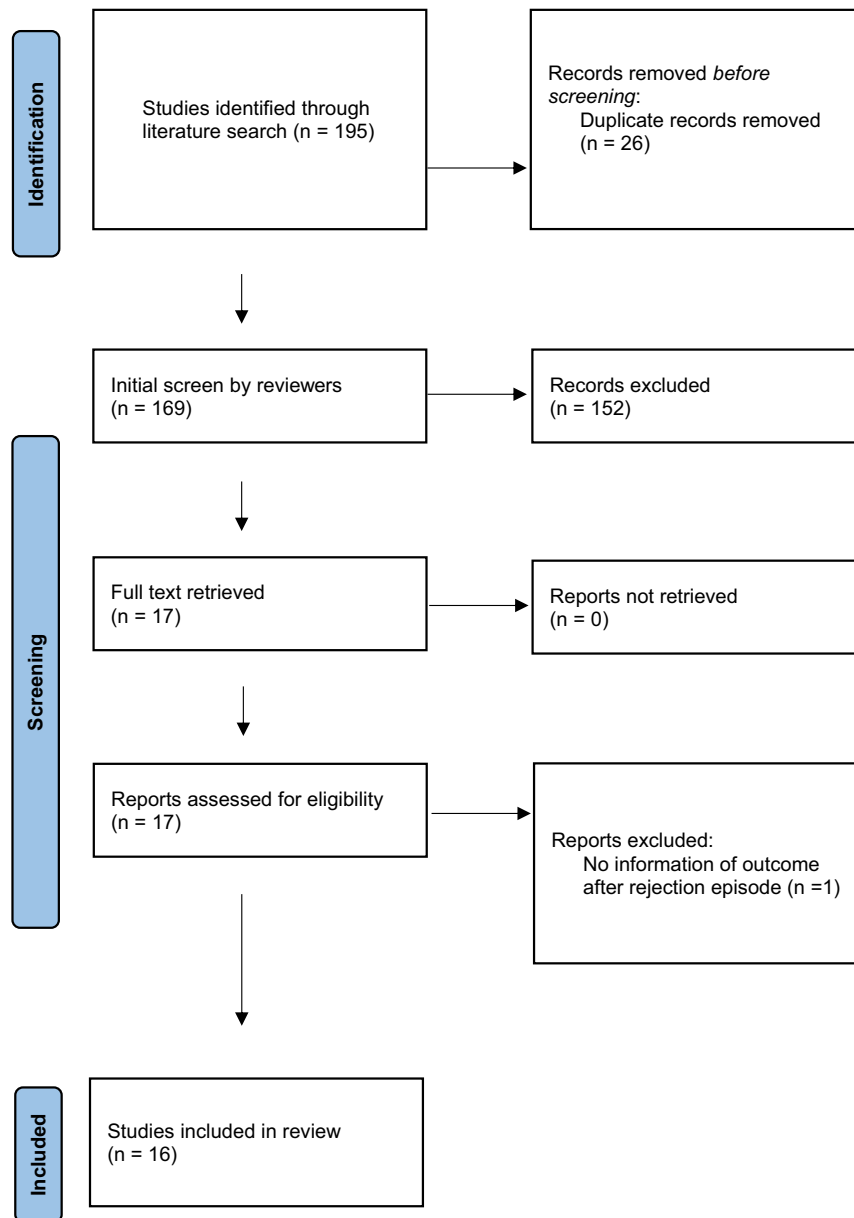 Identification
Studies identified through
literature search (n = 195)
Records removed before
screening:
Duplicate records removed
(n = 26)
Screening
Initial screen by reviewers
(n = 169)
Records excluded
(n = 152)
Full text retrieved
(n = 17)
Reports not retrieved
(n = 0)
Reports assessed for eligibility
(n = 17)
Reports excluded:
No information of outcome
after rejection episode (n =1)
Included
Studies included in review
(n = 16)